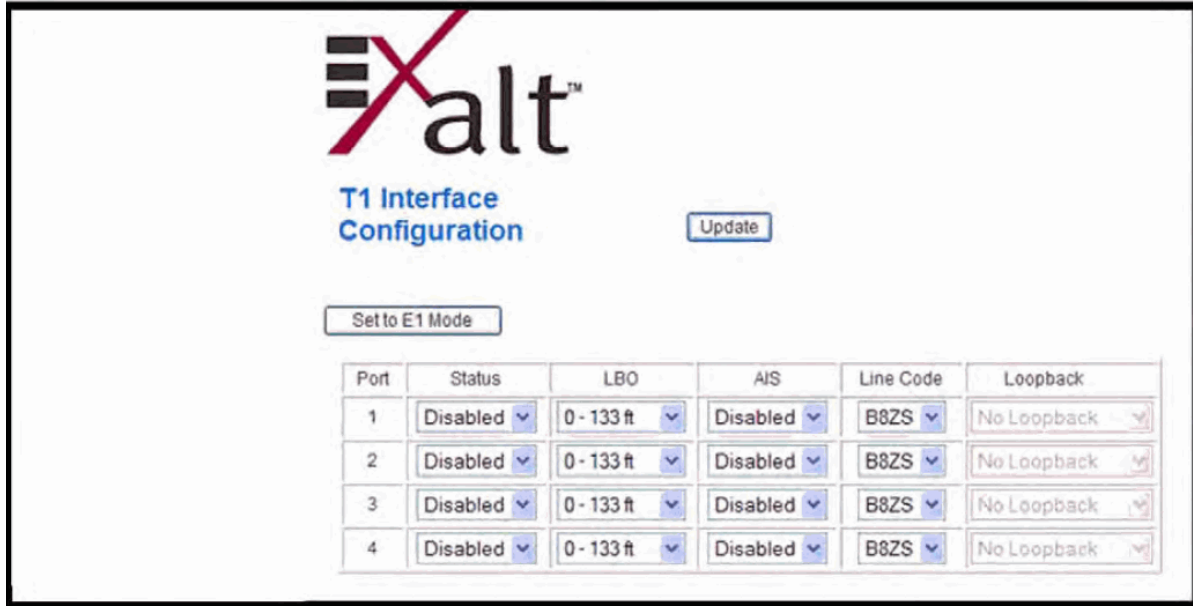 EXalt™
T1 Interface
Configuration
Update
Set to E1 Mode
Port Status LBO AIS Line Code Loopback
1 Disabled 0 - 133 ft Disabled B8ZS No Loopback
2 Disabled 0 - 133 ft Disabled B8ZS No Loopback
3 Disabled 0 - 133 ft Disabled B8ZS No Loopback
4 Disabled 0 - 133 ft Disabled B8ZS No Loopback